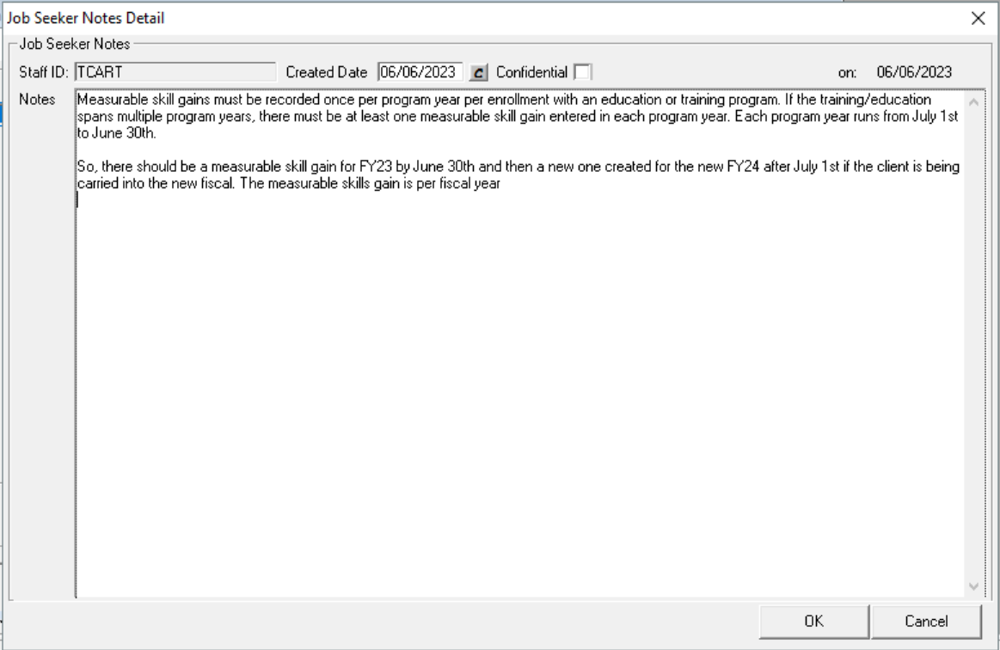 Job Seeker Notes Detail
Job Seeker Notes
Staff ID: TCART Created Date 06/06/2023 C Confidential on: 06/06/2023
Notes
Measurable skill gains must be recorded once per program year per enrollment with an education or training program. If the training/education
spans multiple program years, there must be at least one measurable skill gain entered in each program year. Each program year runs from July 1st
to June 30th.
So, there should be a measurable skill gain for FY23 by June 30th and then a new one created for the new FY24 after July 1st if the client is being
carried into the new fiscal. The measurable skills gain is per fiscal year
OK Cancel